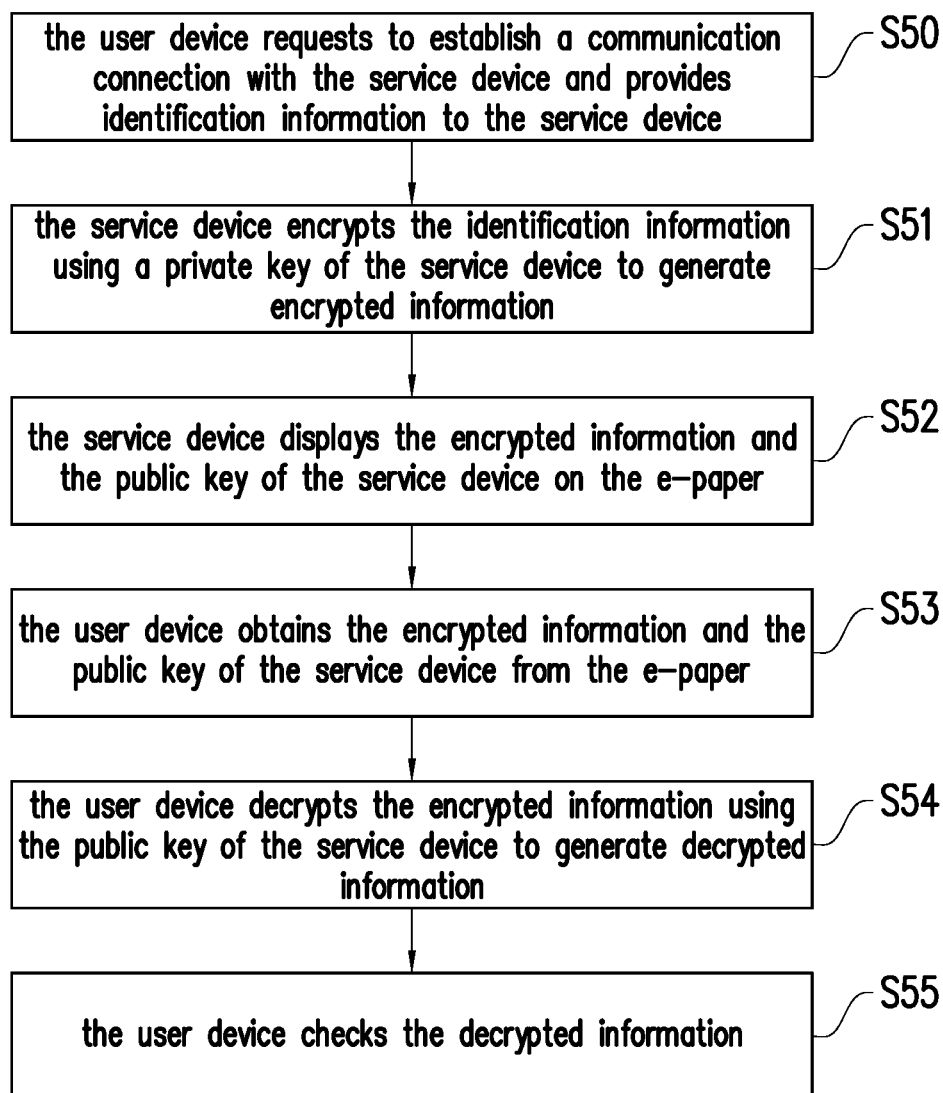 the user device requests to establish a communication
connection with the service device and provides
identification information to the service device
S50
the service device encrypts the identification information
using a private key of the service device to generate
encrypted information
S51
the service device displays the encrypted information and
the public key of the service device on the e-paper
S52
the user device obtains the encrypted information and the
public key of the service device from the e-paper
S53
the user device decrypts the encrypted information using
the public key of the service device to generate decrypted
information
S54
the user device checks the decrypted information
S55